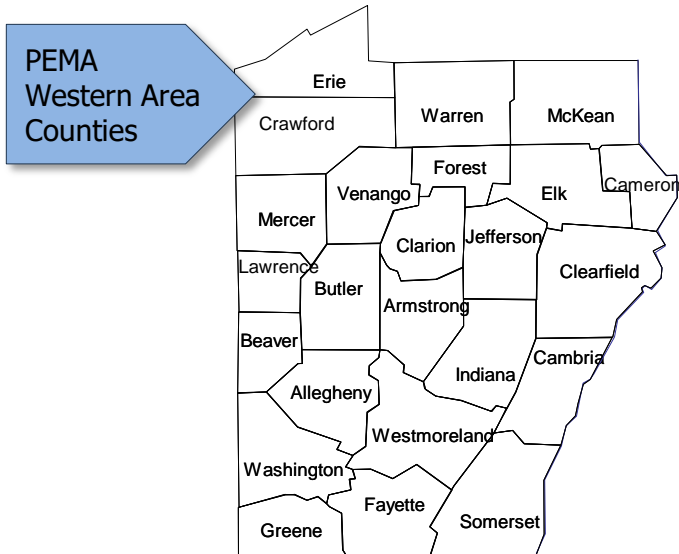 PEMA
Western Area
Counties
Erie
Crawford
Warren
McKean
Forest
Venango
Elk
Cameron
Mercer
Clarion
Jefferson
Lawrence
Butler
Clearfield
Armstrong
Beaver
Cambria
Indiana
Allegheny
Westmoreland
Washington
Fayette
Somerset
Greene